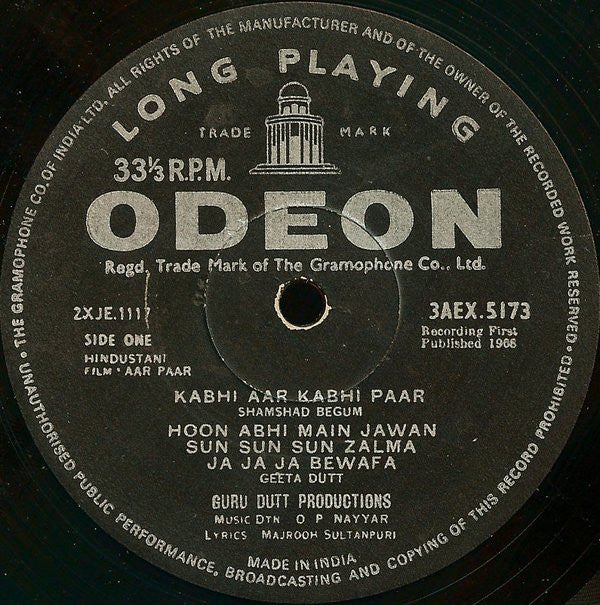 • THE GRAMOPHONE CO. OF INDIA LTD. ALL RIGHTS OF THE MANUFACTURER AND OF THE OWNER OF THE RECORDED WORK RESERVED •
LONG PLAYING
TRADE MARK
33⅓ R.P.M.
ODEON
Regd. Trade Mark of The Gramophone Co., Ltd.
2XJE.1117
3AEX.5173
SIDE ONE
Recording First
Published 1968
HINDUSTANI
FILM • AAR PAAR
KABHI AAR KABHI PAAR
SHAMSHAD BEGUM
HOON ABHI MAIN JAWAN
SUN SUN SUN ZALMA
JA JA JA BEWAFA
GEETA DUTT
GURU DUTT PRODUCTIONS
MUSIC DTN O P NAYYAR
LYRICS MAJROOH SULTANPURI
MADE IN INDIA
UNAUTHORISED PUBLIC PERFORMANCE, BROADCASTING AND COPYING OF THIS RECORD PROHIBITED